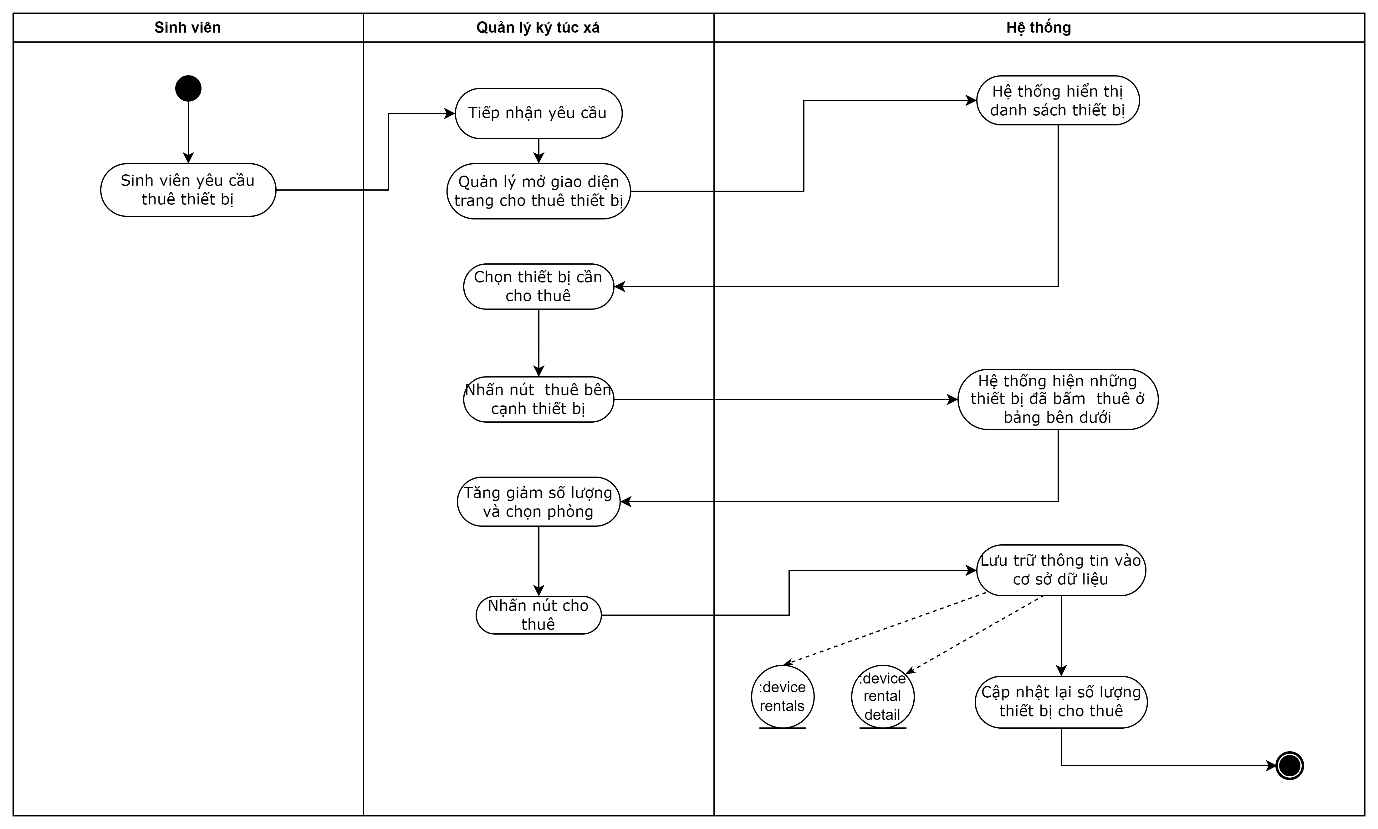 Sinh viên
Quản lý ký túc xá
Hệ thống
Sinh viên yêu cầu
thuê thiết bị
Tiếp nhận yêu cầu
Quản lý mở giao diện
trang cho thuê thiết bị
Hệ thống hiển thị
danh sách thiết bị
Chọn thiết bị cần
cho thuê
Nhấn nút  thuê bên
cạnh thiết bị
Hệ thống hiện những
thiết bị đã bấm  thuê ở
bảng bên dưới
Tăng giảm số lượng
và chọn phòng
Nhấn nút cho
thuê
Lưu trữ thông tin vào
cơ sở dữ liệu
:device
rentals
:device
rental
detail
Cập nhật lại số lượng
thiết bị cho thuê